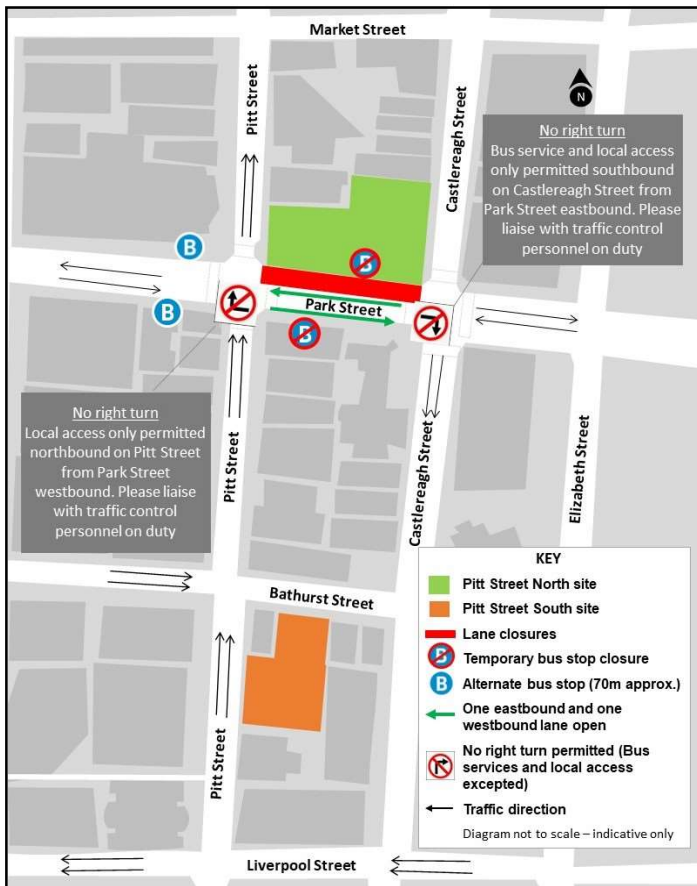 Market Street
Pitt Street
Castlereagh Street
N
No right turn
Bus service and local access
only permitted southbound
on Castlereagh Street from
Park Street eastbound. Please
liaise with traffic control
personnel on duty
B
B
B
Park Street
B
No right turn
Local access only permitted
northbound on Pitt Street
from Park Street
westbound. Please liaise
with traffic control
personnel on duty
Pitt Street
Castlereagh Street
Elizabeth Street
Bathurst Street
Pitt Street
Liverpool Street
KEY
Pitt Street North site
Pitt Street South site
Lane closures
B
Temporary bus stop closure
B
Alternate bus stop (70m approx.)
One eastbound and one
westbound lane open
No right turn permitted (Bus
services and local access
excepted)
Traffic direction
Diagram not to scale – indicative only